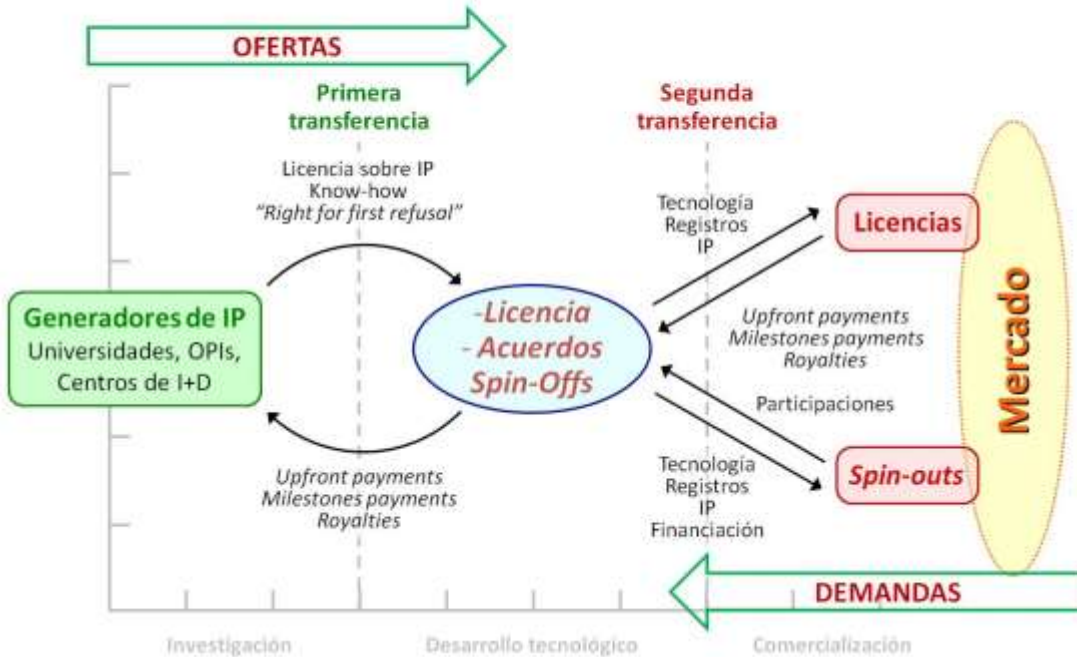 OFERTAS
Primera
transferencia
Segunda
transferencia
Licencia sobre IP
Know-how
“Right for first refusal”
Tecnología
Registros
IP
Licencias
Generadores de IP
Universidades, OPIs,
Centros de I+D
-Licencia
- Acuerdos
Spin-Offs
Upfront payments
Milestones payments
Royalties
Mercado
Participaciones
Upfront payments
Milestones payments
Royalties
Tecnología
Registros
IP
Financiación
Spin-outs
DEMANDAS
Investigación
Desarrollo tecnológico
Comercialización